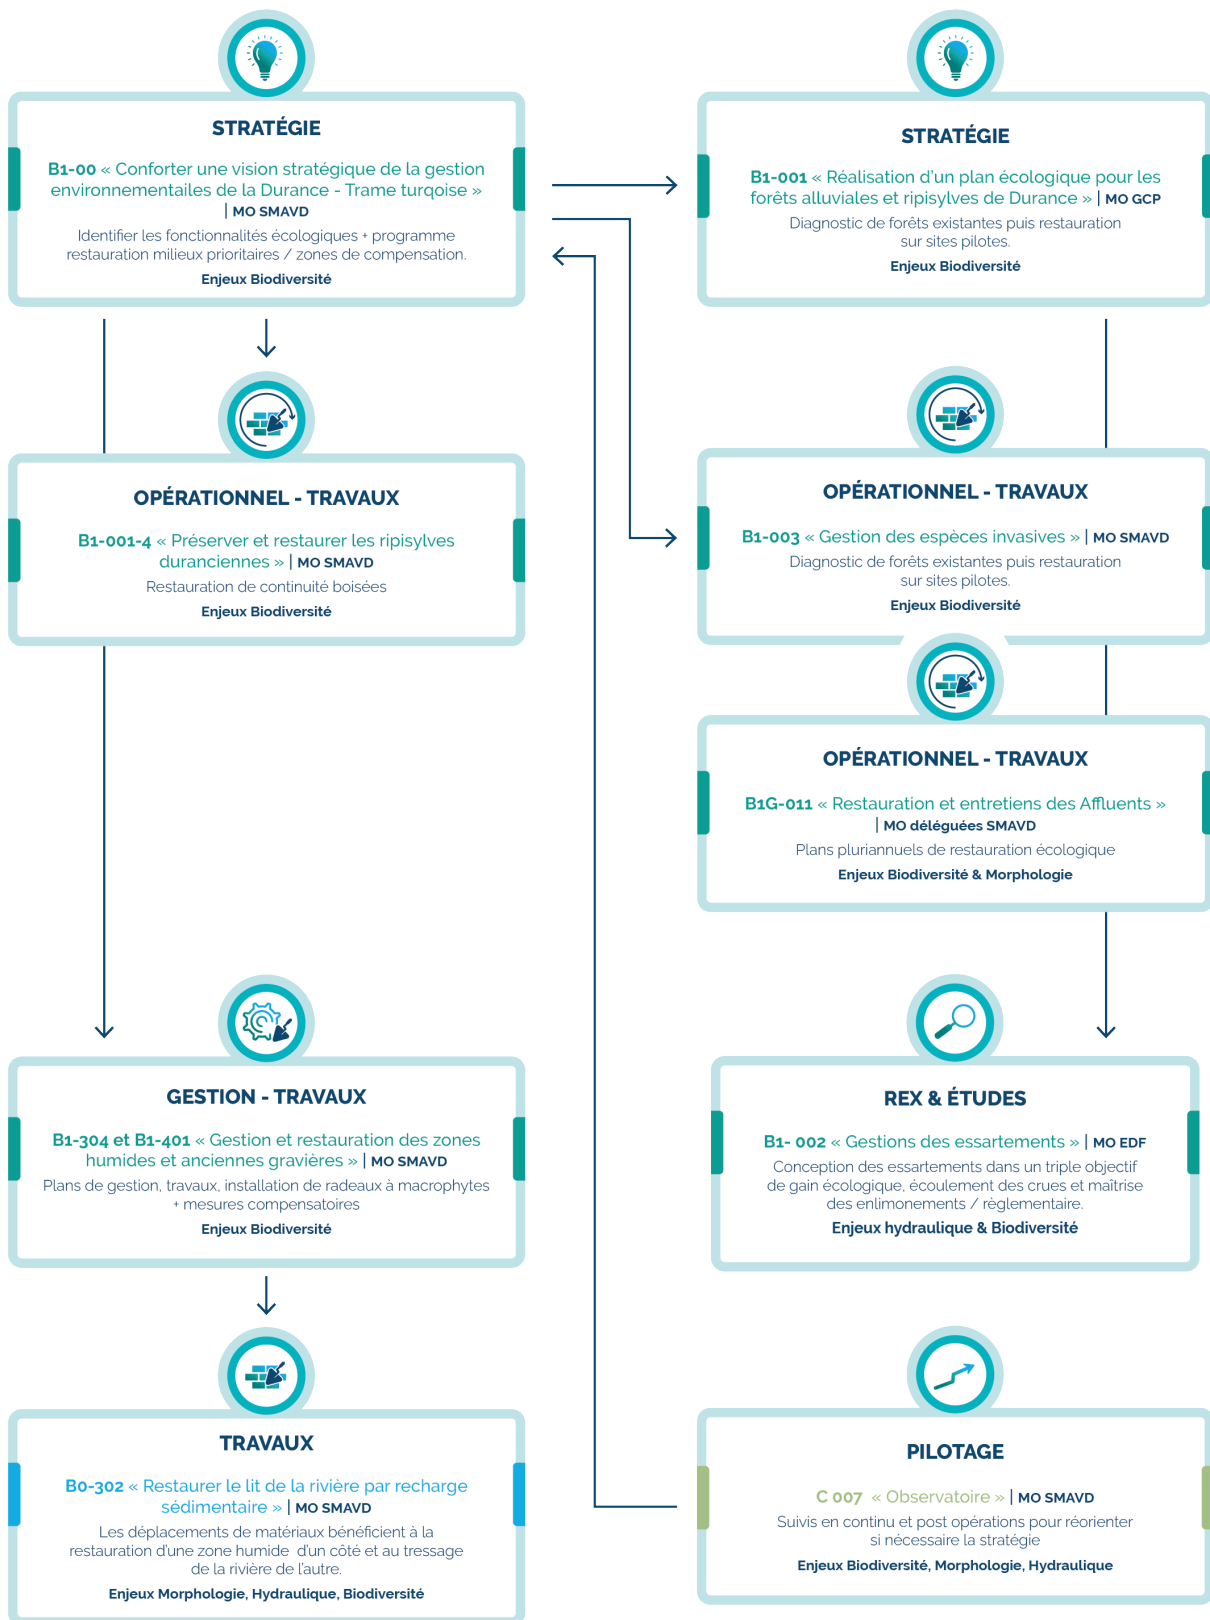 STRATÉGIE
B1-00 « Conforter une vision stratégique de la gestion
environnementailes de la Durance - Trame turqoise »
| MO SMAVD
Identifier les fonctionnalités écologiques + programme
restauration milieux prioritaires / zones de compensation.
Enjeux Biodiversité
STRATÉGIE
B1-001 « Réalisation d'un plan écologique pour les
forêts alluviales et ripisylves de Durance » | MO GCP
Diagnostic de forêts existantes puis restauration
sur sites pilotes.
Enjeux Biodiversité
OPÉRATIONNEL - TRAVAUX
B1-001-4 « Préserver et restaurer les ripisylves
duranciennes » | MO SMAVD
Restauration de continuité boisées
Enjeux Biodiversité
OPÉRATIONNEL - TRAVAUX
B1-003 « Gestion des espèces invasives » | MO SMAVD
Diagnostic de forêts existantes puis restauration
sur sites pilotes.
Enjeux Biodiversité
OPÉRATIONNEL - TRAVAUX
B1G-011 « Restauration et entretiens des Affluents »
| MO déléguées SMAVD
Plans pluriannuels de restauration écologique
Enjeux Biodiversité & Morphologie
GESTION - TRAVAUX
B1-304 et B1-401 « Gestion et restauration des zones
humides et anciennes gravières » | MO SMAVD
Plans de gestion, travaux, installation de radeaux à macrophytes
+ mesures compensatoires
Enjeux Biodiversité
REX & ÉTUDES
B1- 002 « Gestions des essartements » | MO EDF
Conception des essartements dans un triple objectif
de gain écologique, écoulement des crues et maîtrise
des enlimonements / règlementaire.
Enjeux hydraulique & Biodiversité
TRAVAUX
B0-302 « Restaurer le lit de la rivière par recharge
sédimentaire » | MO SMAVD
Les déplacements de matériaux bénéficient à la
restauration d'une zone humide d'un côté et au tressage
de la rivière de l'autre.
Enjeux Morphologie, Hydraulique, Biodiversité
PILOTAGE
C 007 « Observatoire » | MO SMAVD
Suivis en continu et post opérations pour réorienter
si nécessaire la stratégie
Enjeux Biodiversité, Morphologie, Hydraulique